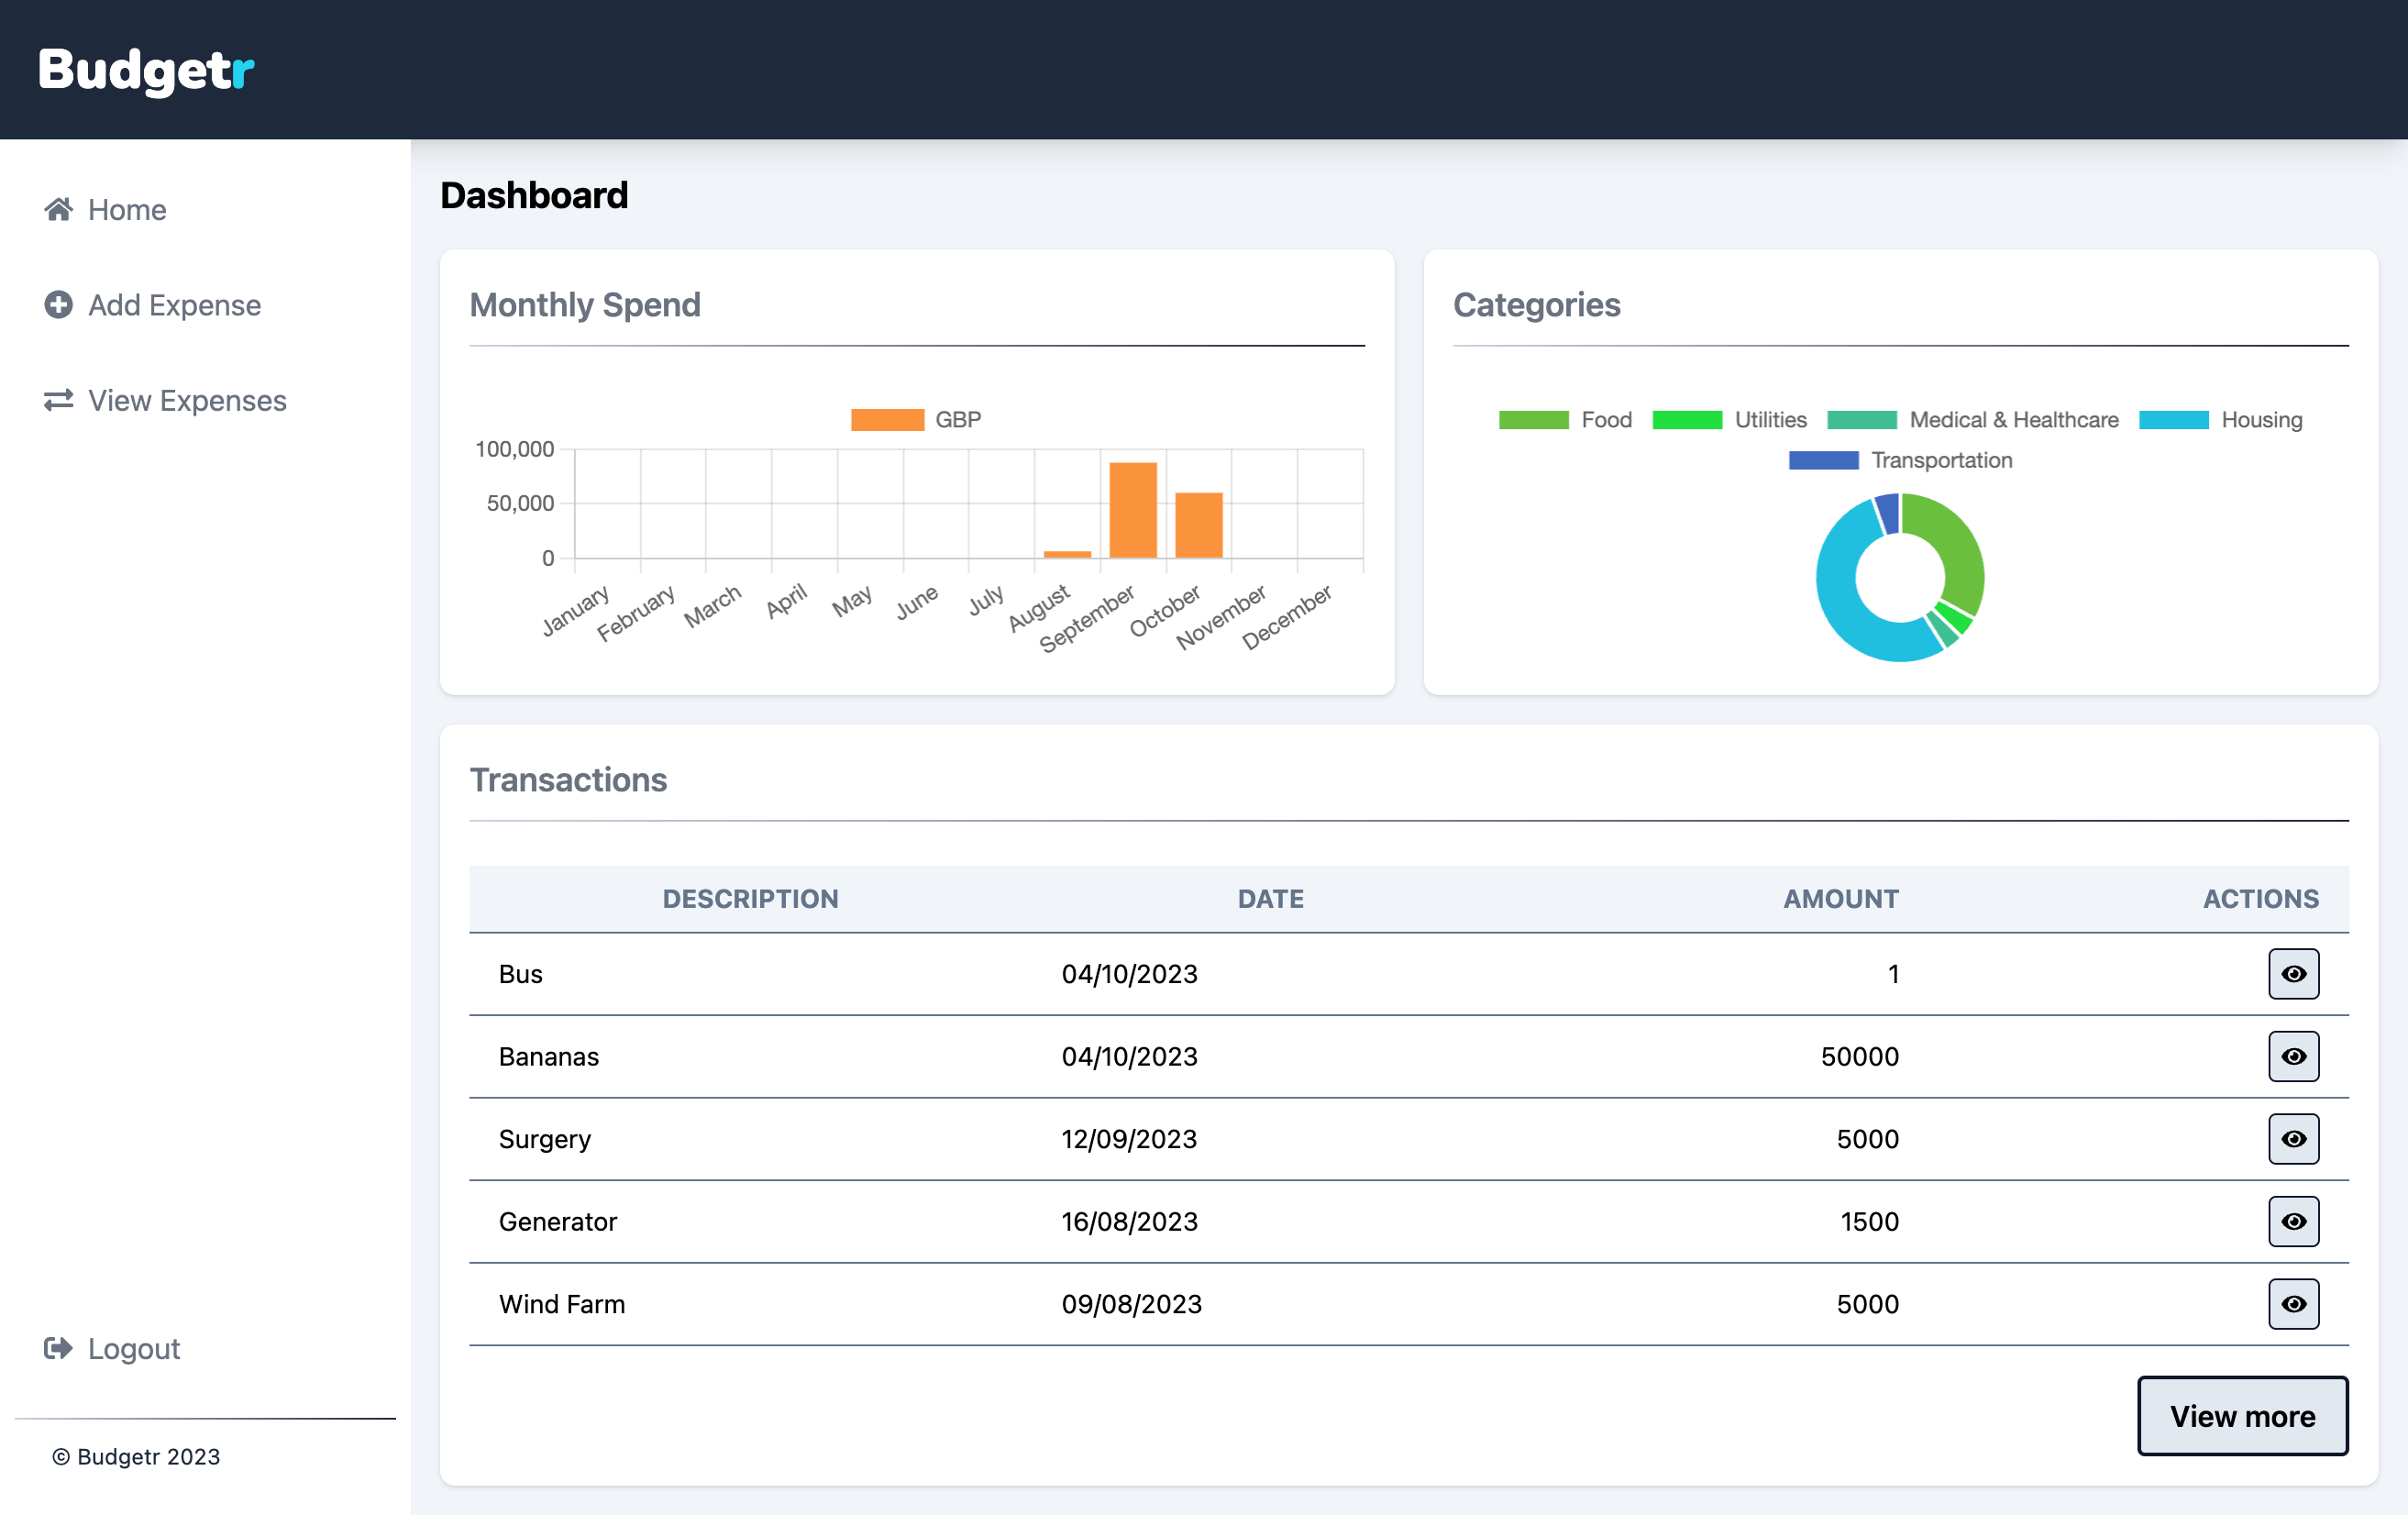 Budgetr
Home
Add Expense
View Expenses
Logout
© Budgetr 2023
Dashboard
Monthly Spend
GBP
100,000
50,000
0
January February March April May June July August September October November December
Categories
Food Utilities Medical & Healthcare Housing
Transportation
Transactions
DESCRIPTION DATE AMOUNT ACTIONS
Bus 04/10/2023 1
Bananas 04/10/2023 50000
Surgery 12/09/2023 5000
Generator 16/08/2023 1500
Wind Farm 09/08/2023 5000
View more